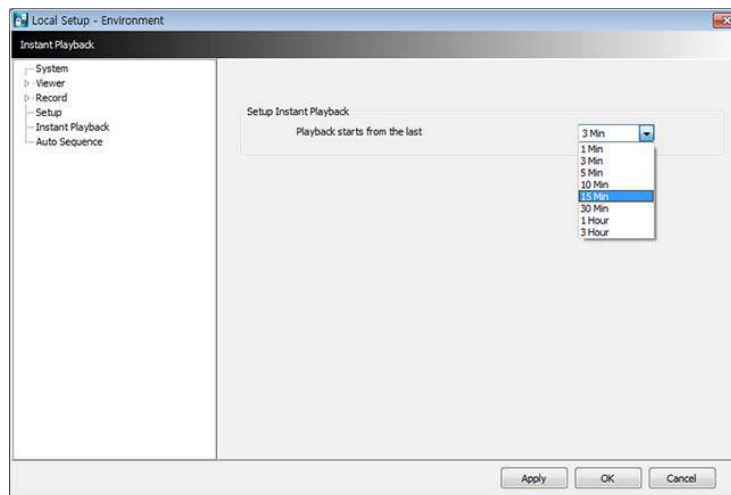 Local Setup - Environment
Instant Playback
System
Viewer
Record
Setup
Instant Playback
Auto Sequence
Setup Instant Playback
Playback starts from the last
3 Min
1 Min
3 Min
5 Min
10 Min
15 Min
30 Min
1 Hour
3 Hour
Apply
OK
Cancel